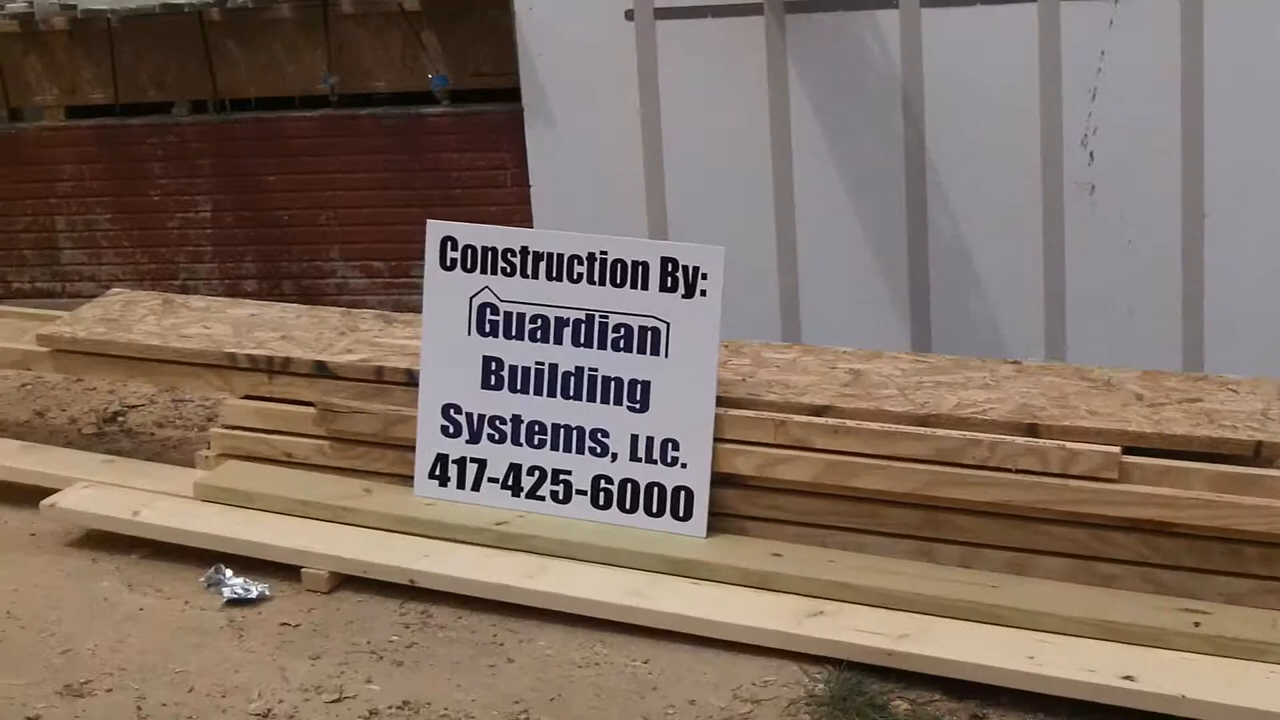 Construction By:
Guardian
Building
Systems, LLC.
417-425-6000